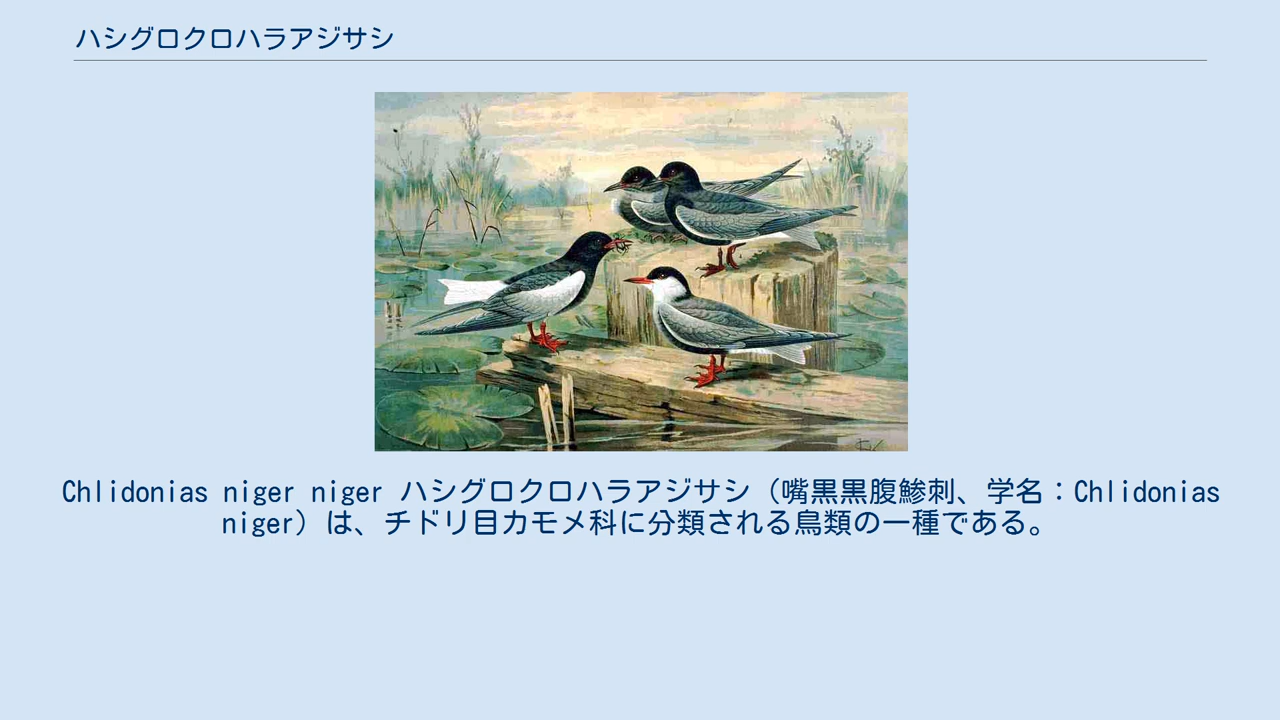 ハシグロクロハラアジサシ
Chlidonias niger niger ハシグロクロハラアジサシ（嘴黒黒腹鯵刺、学名：Chlidonias
niger）は、チドリ目カモメ科に分類される鳥類の一種である。